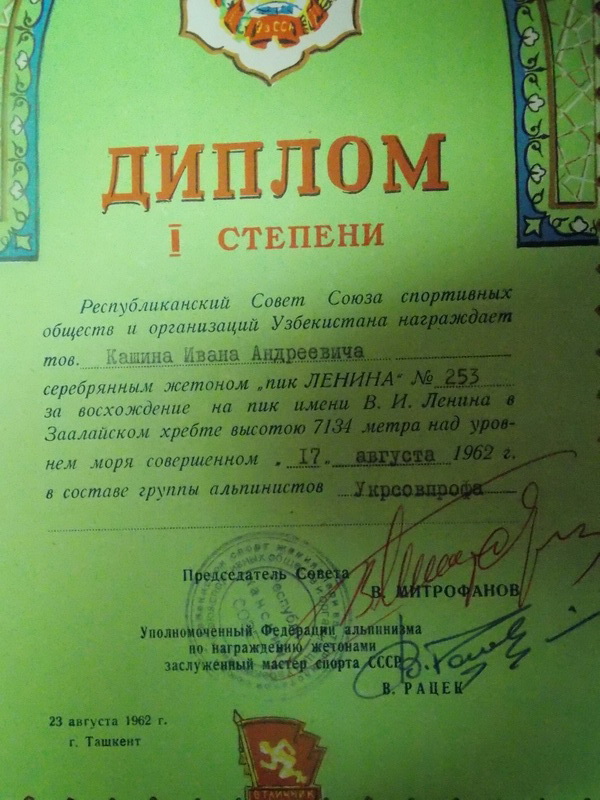 УзССР
ДИПЛОМ
I СТЕПЕНИ
Республиканский Совет Союза спортивных
обществ и организаций Узбекистана награждает
тов. Кашина Ивана Андреевича
серебрянным жетоном „пик ЛЕНИНА“ № 253
за восхождение на пик имени В. И. Ленина в
Заалайском хребте высотою 7134 метра над уров-
нем моря совершенном „17„ августа 1962 г.
в составе группы альпинистов Укрсовпрофа
Председатель Совета
В. МИТРОФАНОВ
Уполномоченный Федерации альпинизма
по награждению жетонами
заслуженный мастер спорта СССР
В. РАЦЕК
23 августа 1962 г.
г. Ташкент
ОТЛИЧНИК